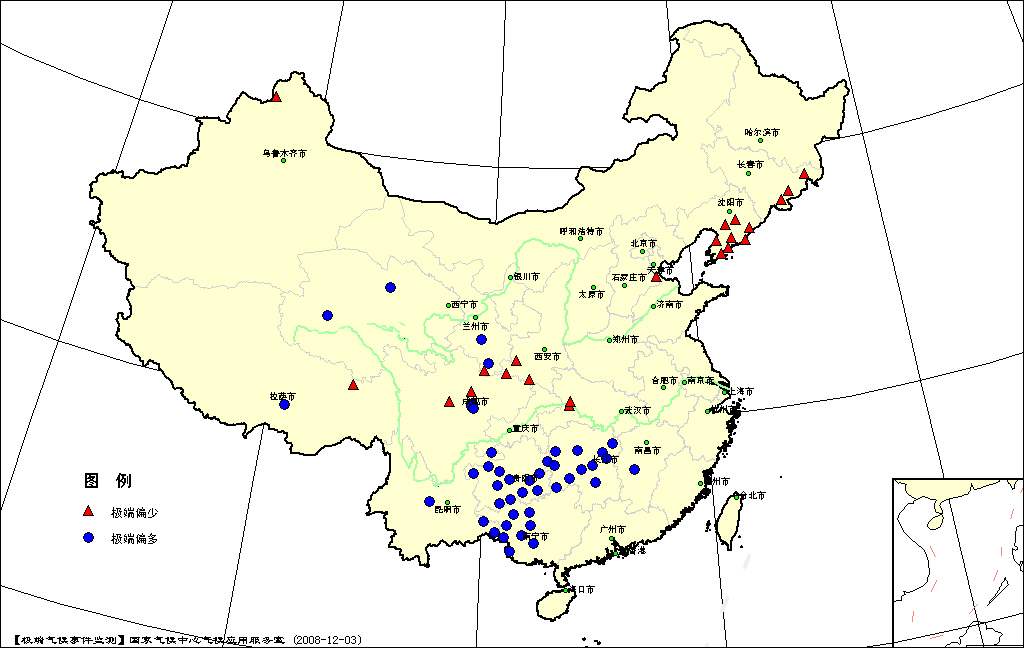 哈尔滨市
长春市
乌鲁木齐市
沈阳市
呼和浩特市
北京市
天津市
银川市
石家庄市
太原市
西宁市
济南市
兰州市
郑州市
西安市
合肥市
南京市
上海市
拉萨市
成都市
武汉市
杭州市
重庆市
南昌市
长沙市
贵阳市
福州市
台北市
昆明市
广州市
南宁市
香港
海口市
图 例
极端偏少
极端偏多
【极端气候事件监测】国家气候中心气候应用服务室 (2008-12-03)